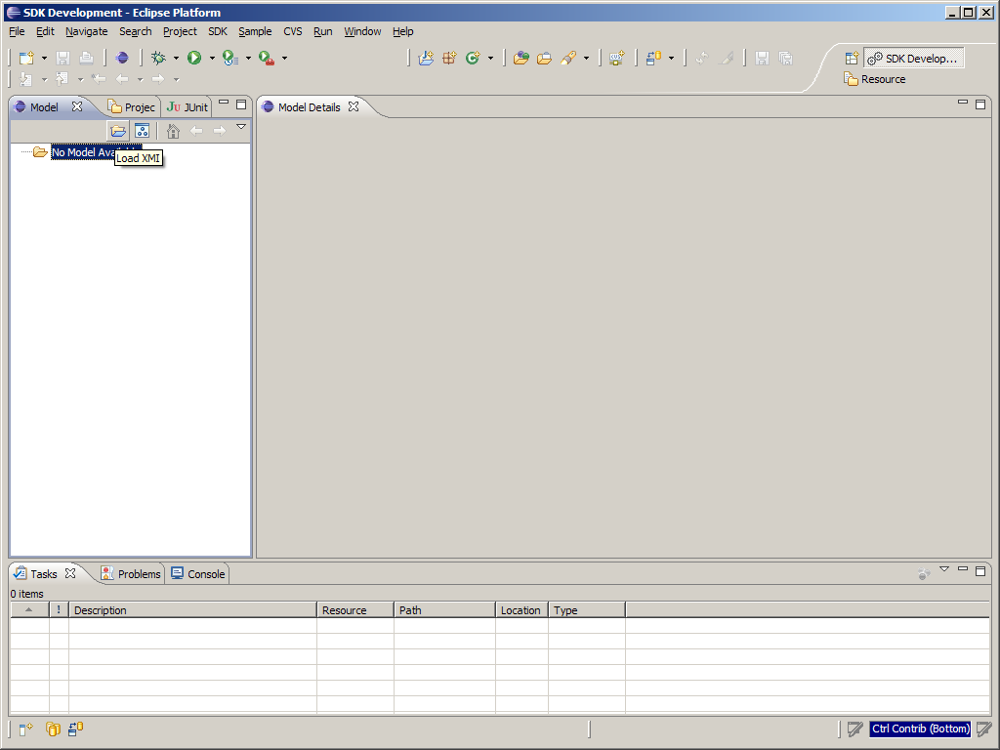 SDK Development - Eclipse Platform
File Edit Navigate Search Project SDK Sample CVS Run Window Help
SDK Develop...
Resource
Model Projec JUnit Model Details
No Model Ava
Load XMI
Tasks Problems Console
0 items
! Description Resource Path Location Type
Ctrl Contrib (Bottom)